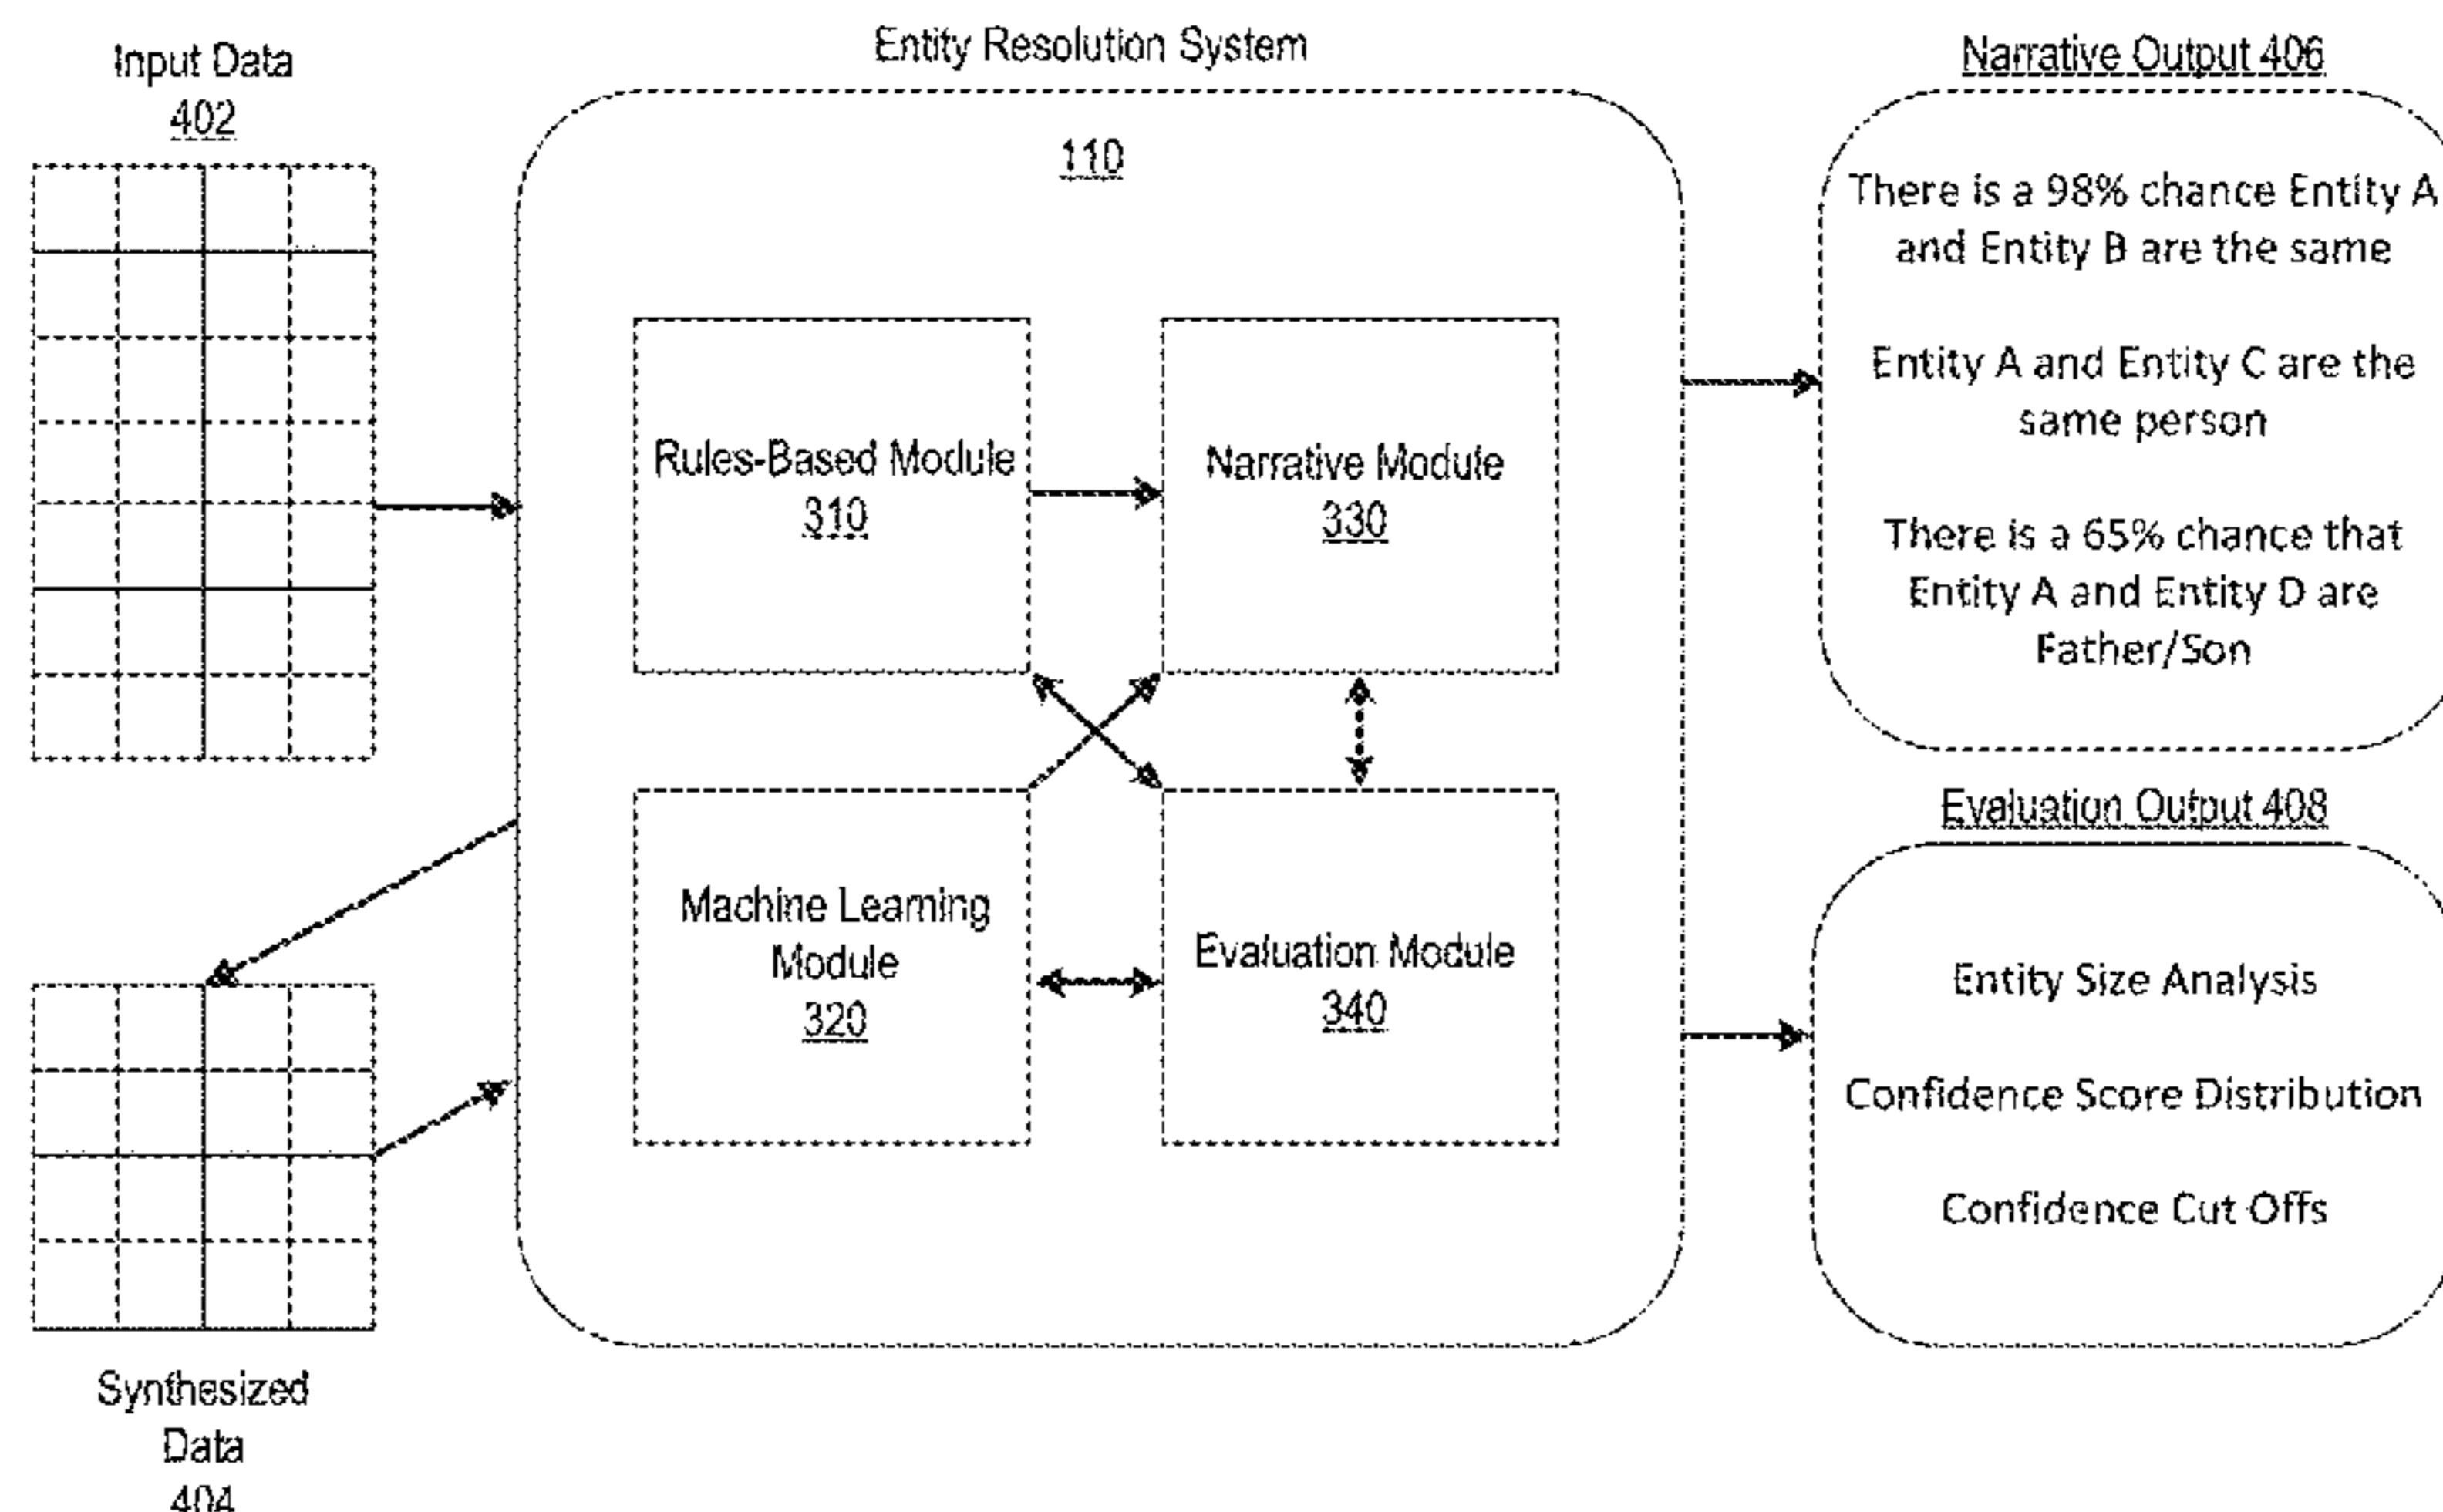 Input Data
402
Entity Resolution System
110
Rules-Based Module
310
Narrative Module
330
Machine Learning
Module
320
Evaluation Module
340
Synthesized
Data
404
Narrative Output 406
There is a 98% chance Entity A
and Entity B are the same
Entity A and Entity C are the
same person
There is a 65% chance that
Entity A and Entity D are
Father/Son
Evaluation Output 408
Entity Size Analysis
Confidence Score Distribution
Confidence Cut Offs